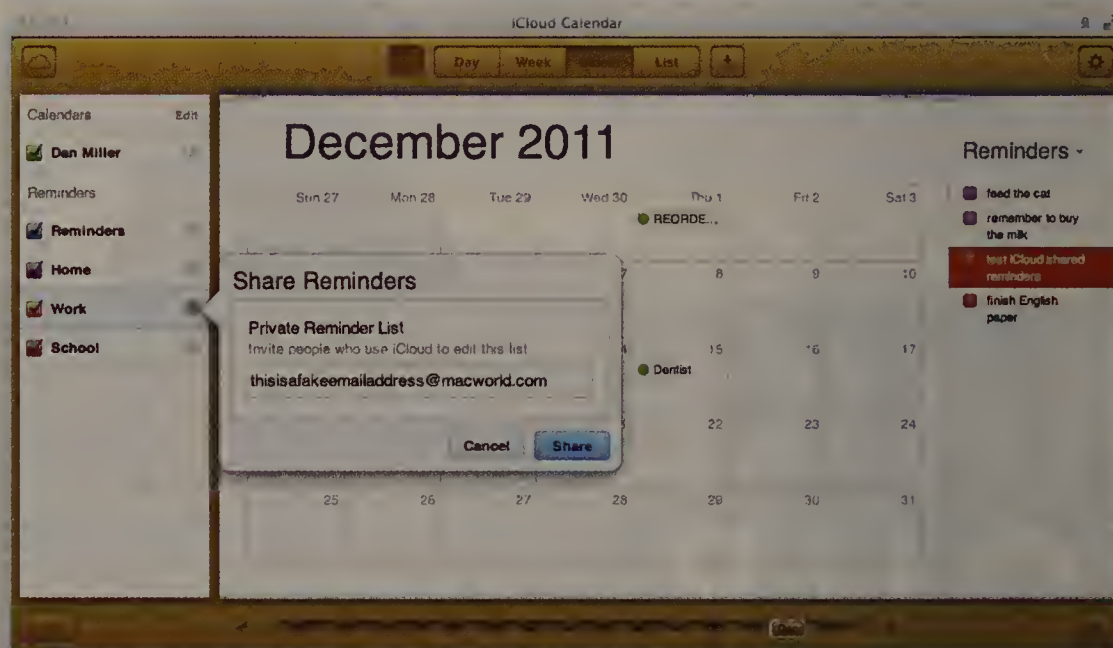 iCloud Calendar
Day Week List +
Calendars Edit
Dan Miller
Reminders
Reminders
Home
Work
School
December 2011
Sun 27 Mon 28 Tue 29 Wed 30 Thu 1 Fri 2 Sat 3
REORDE...
7 8 9 10
15 16 17
Dentist
22 23 24
25 26 27 28 29 30 31
Share Reminders
Private Reminder List
Invite people who use iCloud to edit this list
thisisafakeemailaddress@macworld.com
Cancel Share
Reminders
feed the cat
remember to buy
the milk
test iCloud shared
reminders
finish English
paper